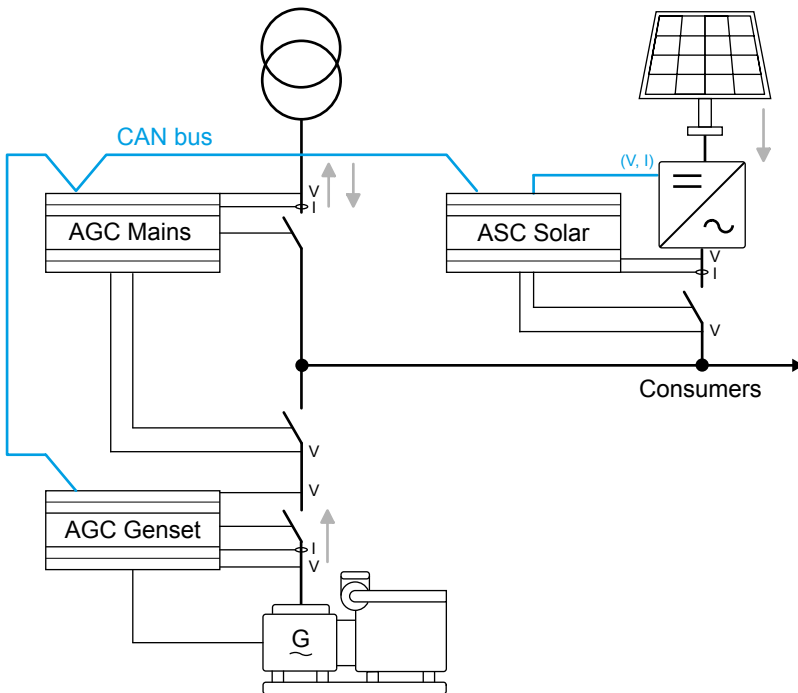 CAN bus
(V, I)
V
I
AGC Mains
ASC Solar
V
I
V
Consumers
V
V
AGC Genset
I
V
G